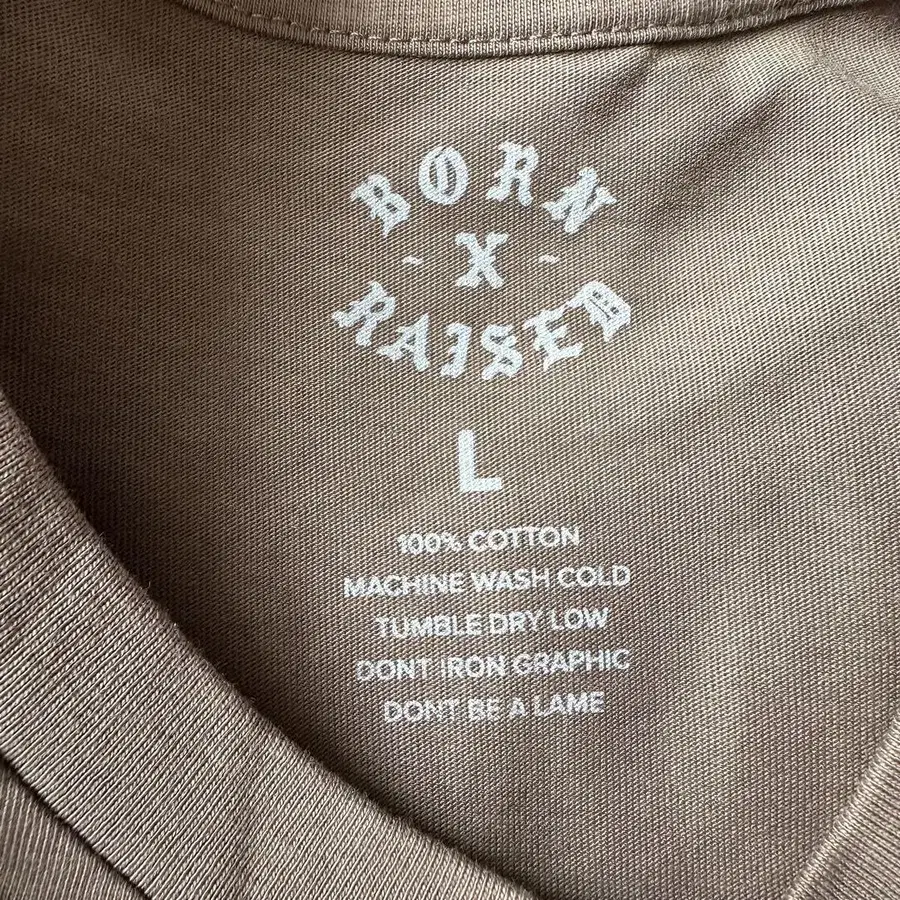 BORN
~ X ~
RAISED
L
100% COTTON
MACHINE WASH COLD
TUMBLE DRY LOW
DONT IRON GRAPHIC
DONT BE A LAME